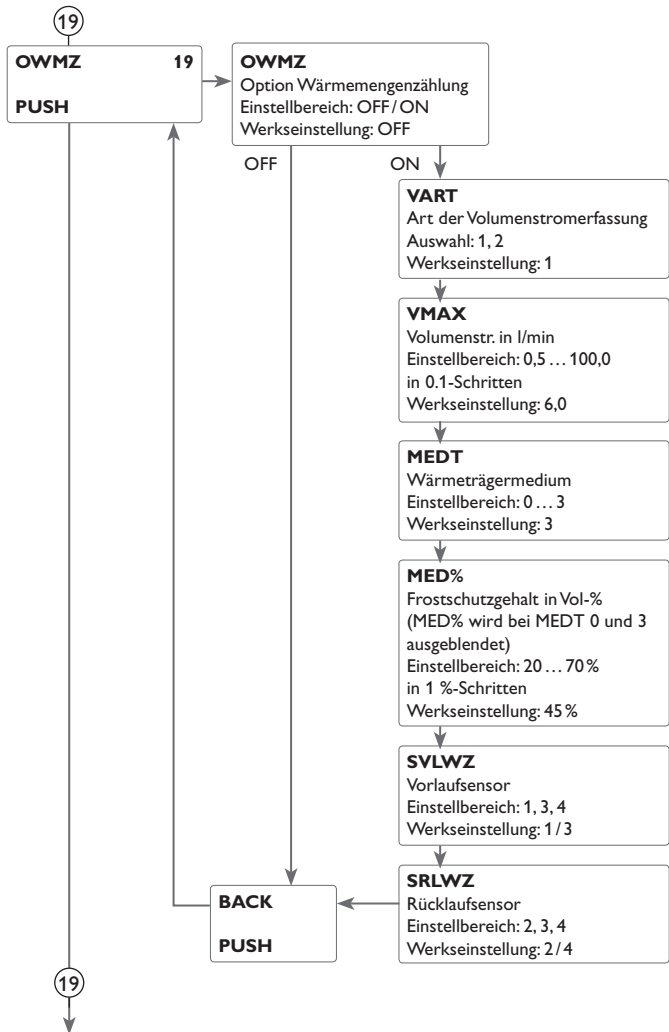 19
OWMZ 19
PUSH
OWMZ
Option Wärmemengenzählung
Einstellbereich: OFF/ON
Werkseinstellung: OFF
OFF
ON
VART
Art der Volumenstromerfassung
Auswahl: 1, 2
Werkseinstellung: 1
VMAX
Volumenstr. in l/min
Einstellbereich: 0,5 … 100,0
in 0.1-Schritten
Werkseinstellung: 6,0
MEDT
Wärmeträgermedium
Einstellbereich: 0 … 3
Werkseinstellung: 3
MED%
Frostschutzgehalt in Vol-%
(MED% wird bei MEDT 0 und 3
ausgeblendet)
Einstellbereich: 20 … 70%
in 1 %-Schritten
Werkseinstellung: 45%
SVLWZ
Vorlaufsensor
Einstellbereich: 1, 3, 4
Werkseinstellung: 1/3
SRLWZ
Rücklaufsensor
Einstellbereich: 2, 3, 4
Werkseinstellung: 2/4
BACK
PUSH
19